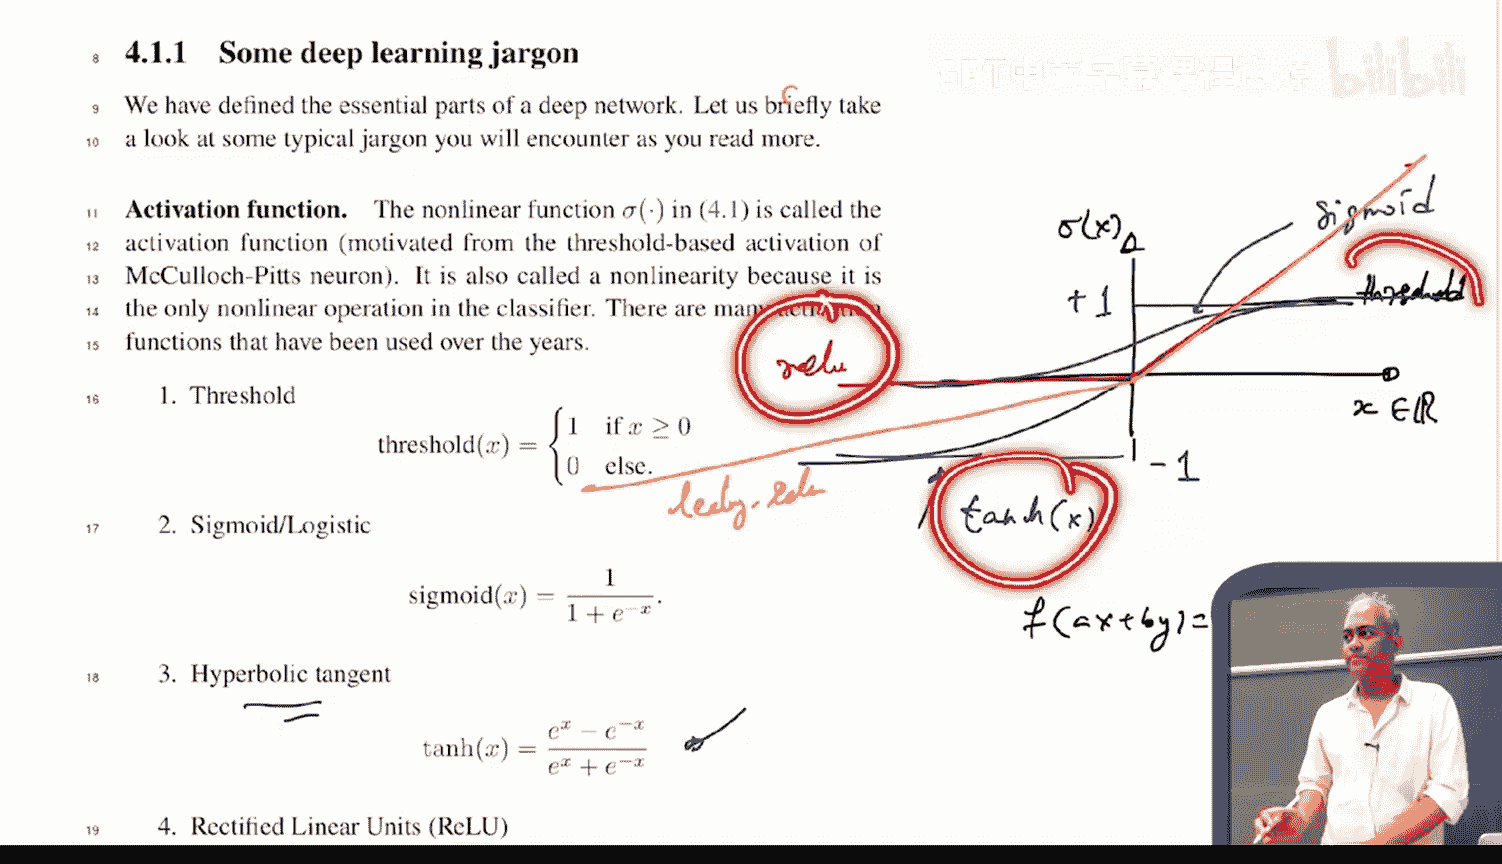 8 4.1.1 Some deep learning jargon
9 We have defined the essential parts of a deep network. Let us briefly take
10 a look at some typical jargon you will encounter as you read more.
11 Activation function. The nonlinear function σ(·) in (4.1) is called the
12 activation function (motivated from the threshold-based activation of
13 McCulloch-Pitts neuron). It is also called a nonlinearity because it is
14 the only nonlinear operation in the classifier. There are many activation
15 functions that have been used over the years.
16 1. Threshold
threshold(x) = {1 if x ≥ 0
0 else.
17 2. Sigmoid/Logistic
sigmoid(x) = 1 / (1 + e^{-x}).
18 3. Hyperbolic tangent
tanh(x) = (e^x − e^{-x}) / (e^x + e^{-x})
19 4. Rectified Linear Units (ReLU)
bilibili
σ(x)
sigmoid
+1
threshold
relu
x ∈ ℝ
-1
leaky-relu
tanh(x)
f(ax+by)=